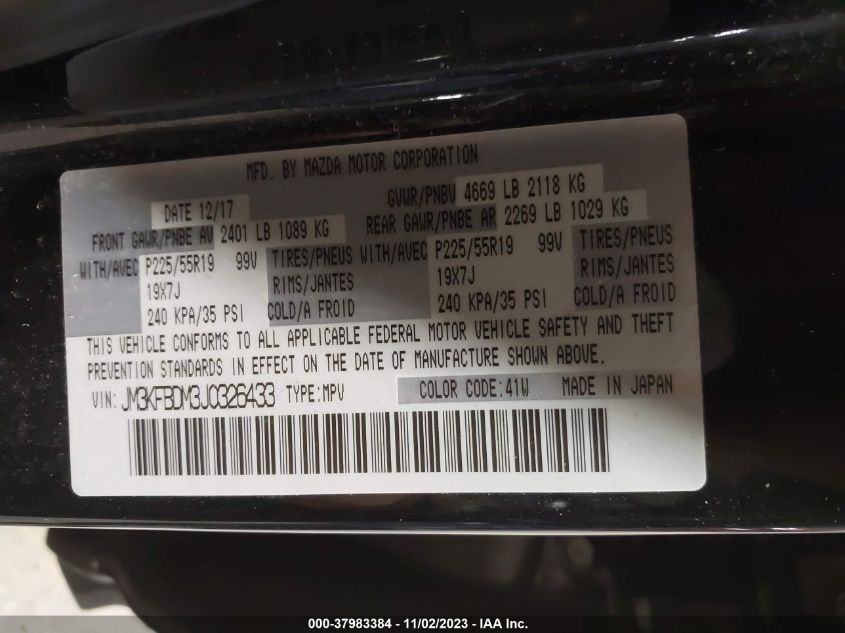 MFD. BY MAZDA MOTOR CORPORATION
DATE 12/17
GVWR/PNBV 4669 LB 2118 KG
FRONT GAWR/PNBE AV 2401 LB 1089 KG
REAR GAWR/PNBE AR 2269 LB 1029 KG
WITH/AVEC P225/55R19 99V TIRES/PNEUS WITH/AVEC P225/55R19 99V TIRES/PNEUS
19X7J RIMS/JANTES 19X7J RIMS/JANTES
240 KPA/35 PSI COLD/A FROID 240 KPA/35 PSI COLD/A FROID
THIS VEHICLE CONFORMS TO ALL APPLICABLE FEDERAL MOTOR VEHICLE SAFETY AND THEFT
PREVENTION STANDARDS IN EFFECT ON THE DATE OF MANUFACTURE SHOWN ABOVE.
VIN: JM3KFBDM3J0326433 TYPE:MPV COLOR CODE:41W MADE IN JAPAN
000-37983384 - 11/02/2023 - IAA Inc.